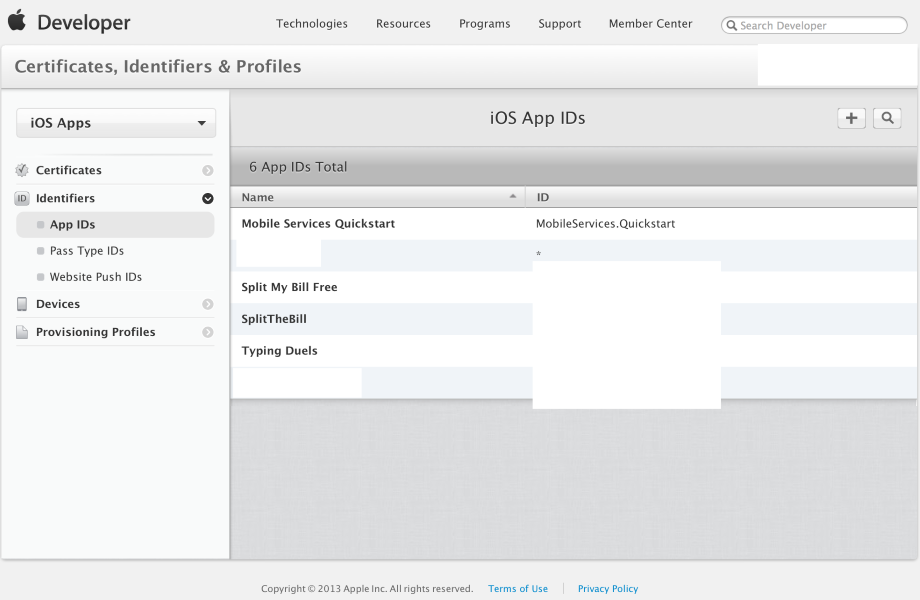 Developer
Technologies Resources Programs Support Member Center Search Developer
Certificates, Identifiers & Profiles
iOS Apps
iOS App IDs
6 App IDs Total
Certificates
ID Identifiers
App IDs
Pass Type IDs
Website Push IDs
Devices
Provisioning Profiles
Name ID
Mobile Services Quickstart MobileServices.Quickstart
*
Split My Bill Free
SplitTheBill
Typing Duels
Copyright © 2013 Apple Inc. All rights reserved. Terms of Use Privacy Policy